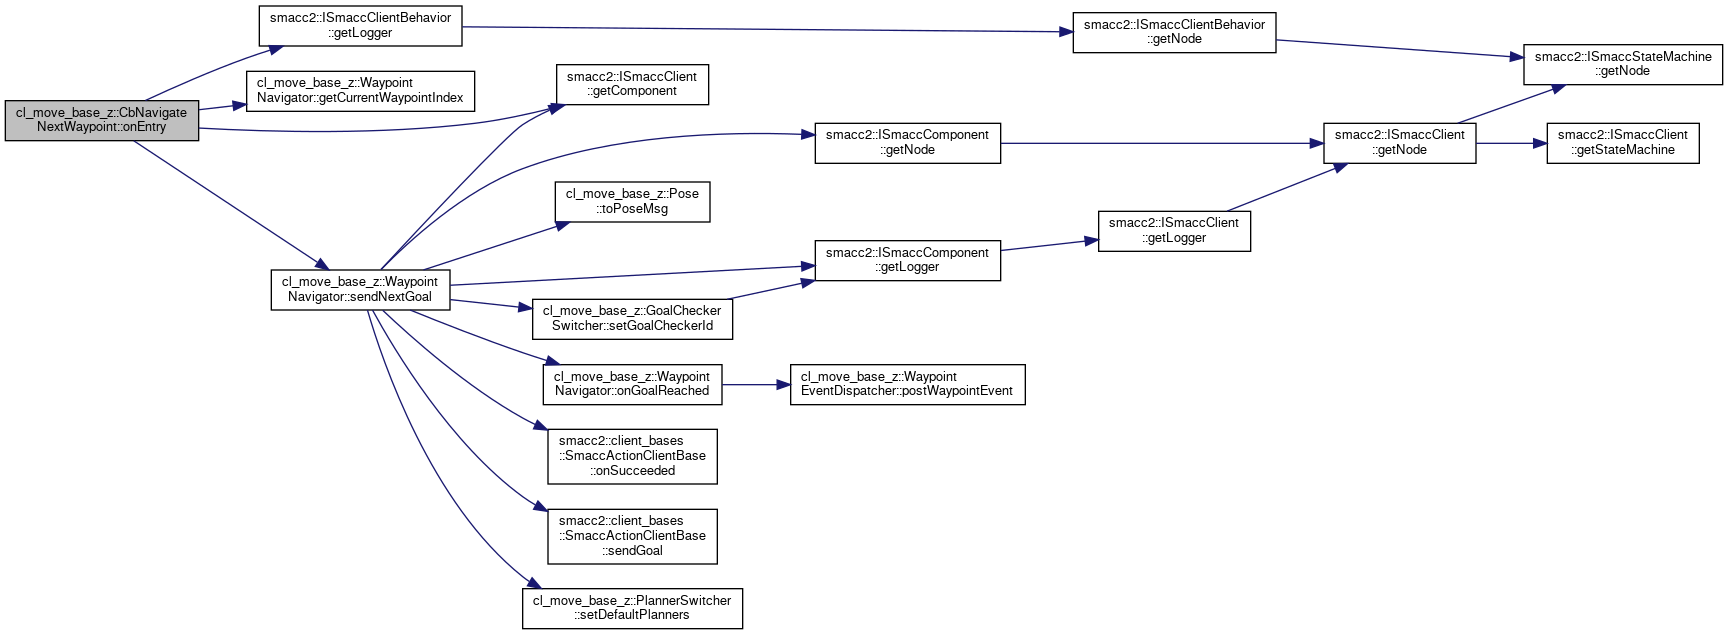 smacc2::ISmaccClientBehavior
::getLogger
smacc2::ISmaccClientBehavior
::getNode
smacc2::ISmaccStateMachine
::getNode
cl_move_base_z::Waypoint
Navigator::getCurrentWaypointIndex
smacc2::ISmaccClient
::getComponent
cl_move_base_z::CbNavigate
NextWaypoint::onEntry
smacc2::ISmaccComponent
::getNode
smacc2::ISmaccClient
::getNode
smacc2::ISmaccClient
::getStateMachine
cl_move_base_z::Pose
::toPoseMsg
smacc2::ISmaccClient
::getLogger
smacc2::ISmaccComponent
::getLogger
cl_move_base_z::Waypoint
Navigator::sendNextGoal
cl_move_base_z::GoalChecker
Switcher::setGoalCheckerId
cl_move_base_z::Waypoint
Navigator::onGoalReached
cl_move_base_z::Waypoint
EventDispatcher::postWaypointEvent
smacc2::client_bases
::SmaccActionClientBase
::onSucceeded
smacc2::client_bases
::SmaccActionClientBase
::sendGoal
cl_move_base_z::PlannerSwitcher
::setDefaultPlanners